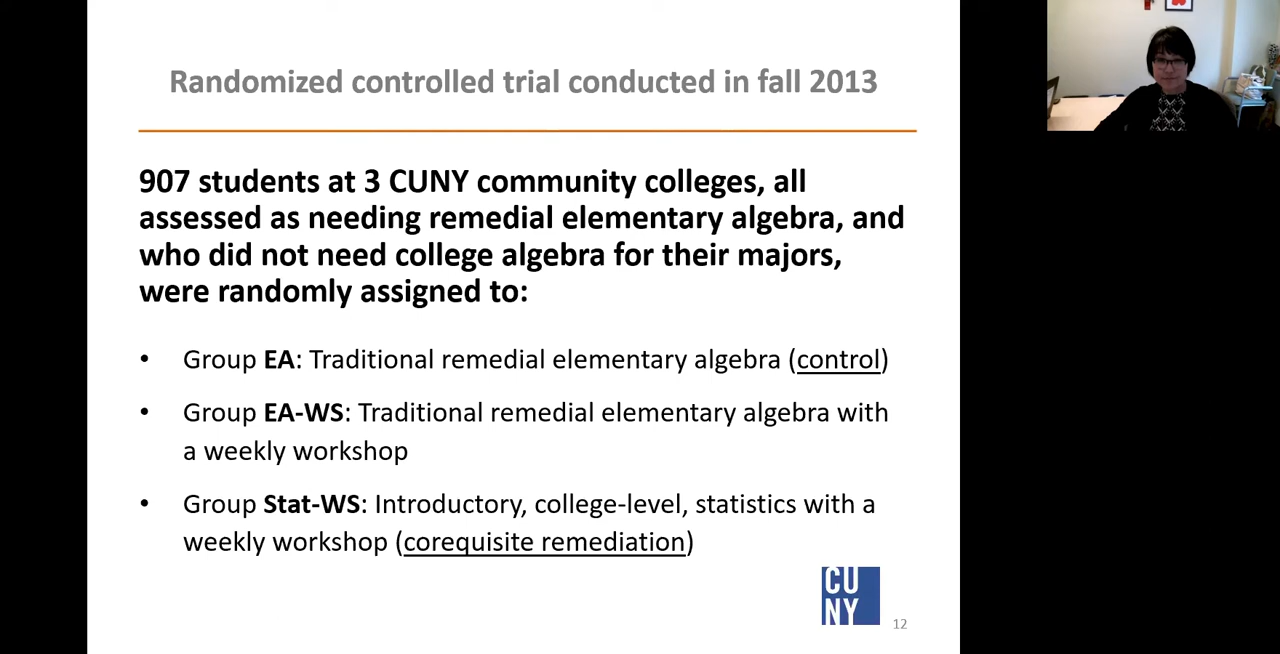 Randomized controlled trial conducted in fall 2013
907 students at 3 CUNY community colleges, all
assessed as needing remedial elementary algebra, and
who did not need college algebra for their majors,
were randomly assigned to:
• Group EA: Traditional remedial elementary algebra (control)
• Group EA-WS: Traditional remedial elementary algebra with
a weekly workshop
• Group Stat-WS: Introductory, college-level, statistics with a
weekly workshop (corequisite remediation)
CU
NY
12